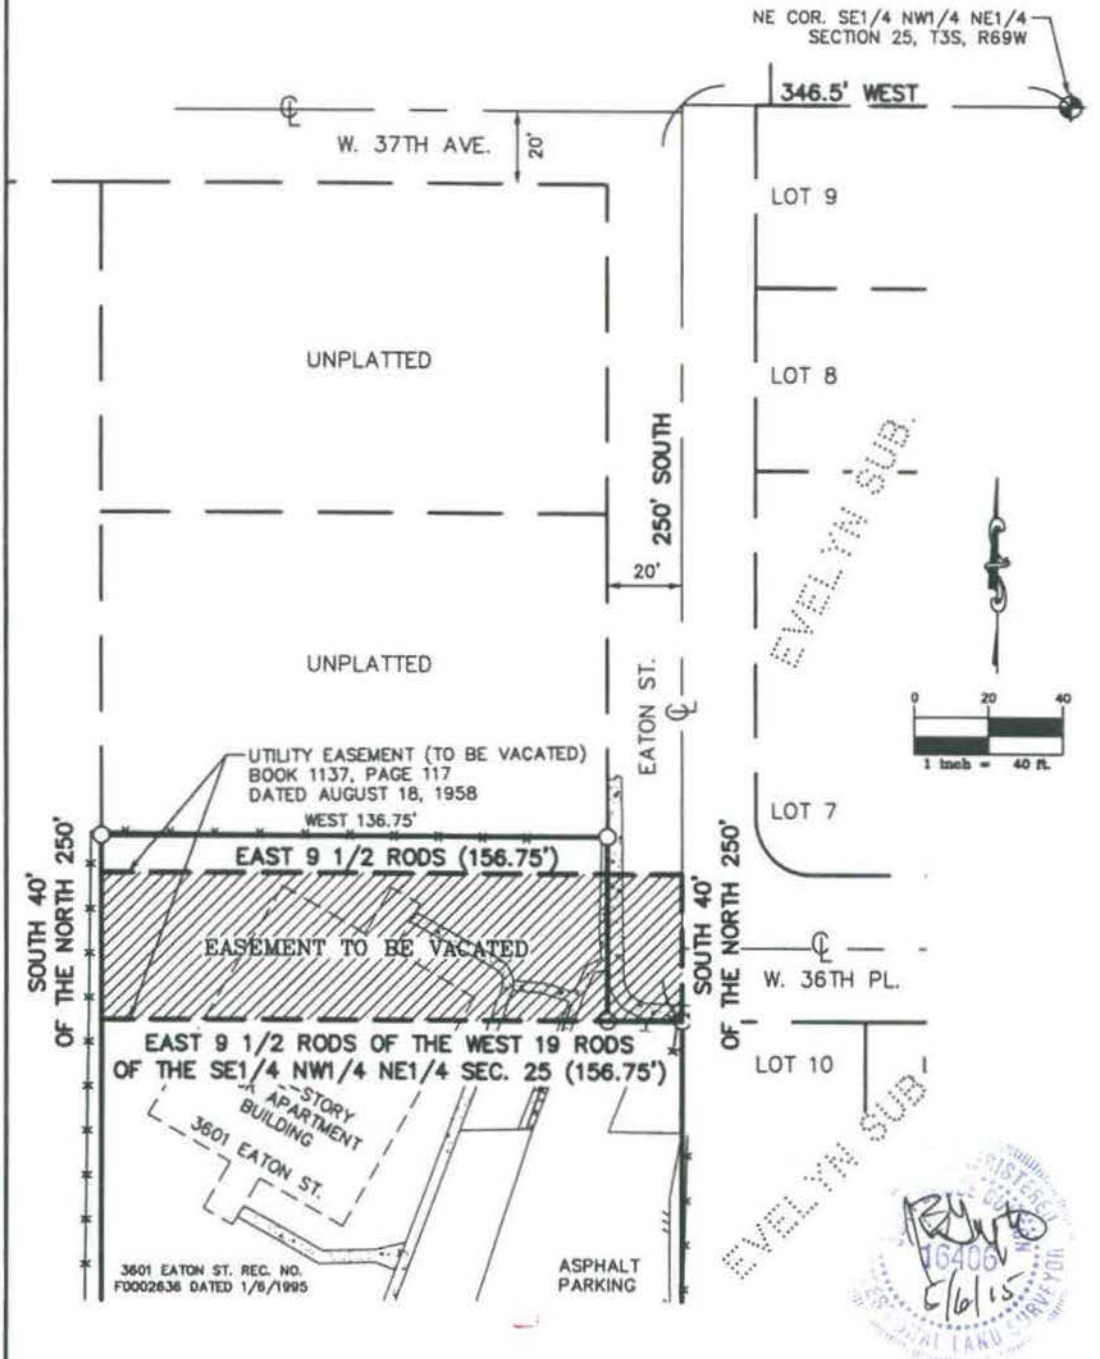 NE COR. SE1/4 NW1/4 NE1/4
SECTION 25, T3S, R69W
346.5' WEST
W. 37TH AVE.
20'
LOT 9
UNPLATTED
LOT 8
250' SOUTH
EVELYN SUB.
20'
UNPLATTED
EATON ST.
0 20 40
1 inch = 40 ft.
UTILITY EASEMENT (TO BE VACATED)
BOOK 1137, PAGE 117
DATED AUGUST 18, 1958
WEST 136.75'
LOT 7
EAST 9 1/2 RODS (156.75')
SOUTH 40'
OF THE NORTH 250'
EASEMENT TO BE VACATED
SOUTH 40'
OF THE NORTH 250'
W. 36TH PL.
EAST 9 1/2 RODS OF THE WEST 19 RODS
OF THE SE1/4 NW1/4 NE1/4 SEC. 25 (156.75')
LOT 10
STORY
APARTMENT
BUILDING
3601 EATON ST.
EVELYN SUB
3601 EATON ST. REC. NO.
F0002636 DATED 1/6/1995
ASPHALT
PARKING
16406
5/6/15
LAND SURVEYOR